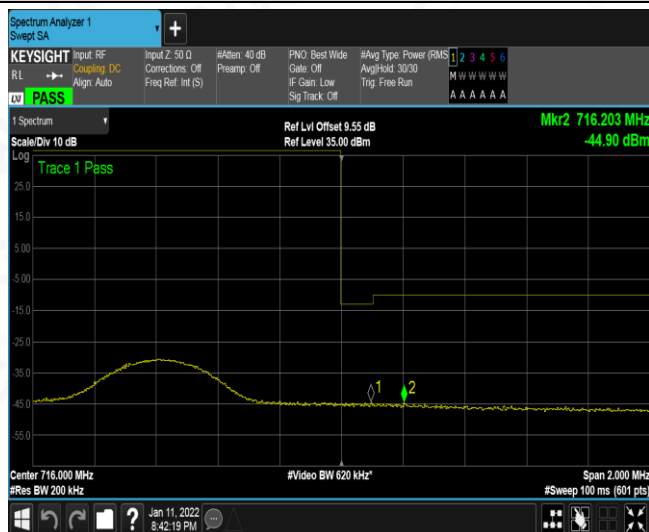 Spectrum Analyzer 1
Swept SA
+
KEYSIGHT
RL
LXI PASS
Input: RF
Coupling: DC
Align: Auto
Input Z: 50 Ω
Corrections: Off
Freq Ref: Int (S)
#Atten: 40 dB
Preamp: Off
PNO: Best Wide
Gate: Off
IF Gain: Low
Sig Track: Off
#Avg Type: Power (RMS
Avg|Hold: 30/30
Trig: Free Run
1 2 3 4 5 6
M W W W W W
A A A A A A
1 Spectrum
Scale/Div 10 dB
Ref Lvl Offset 9.55 dB
Ref Level 35.00 dBm
Mkr2 716.203 MHz
-44.90 dBm
Log
Trace 1 Pass
25.0
15.0
5.00
-5.00
-15.0
-25.0
-35.0
-45.0
-55.0
1
2
Center 716.000 MHz
#Res BW 200 kHz
#Video BW 620 kHz*
Span 2.000 MHz
#Sweep 100 ms (601 pts)
?
Jan 11, 2022
8:42:19 PM